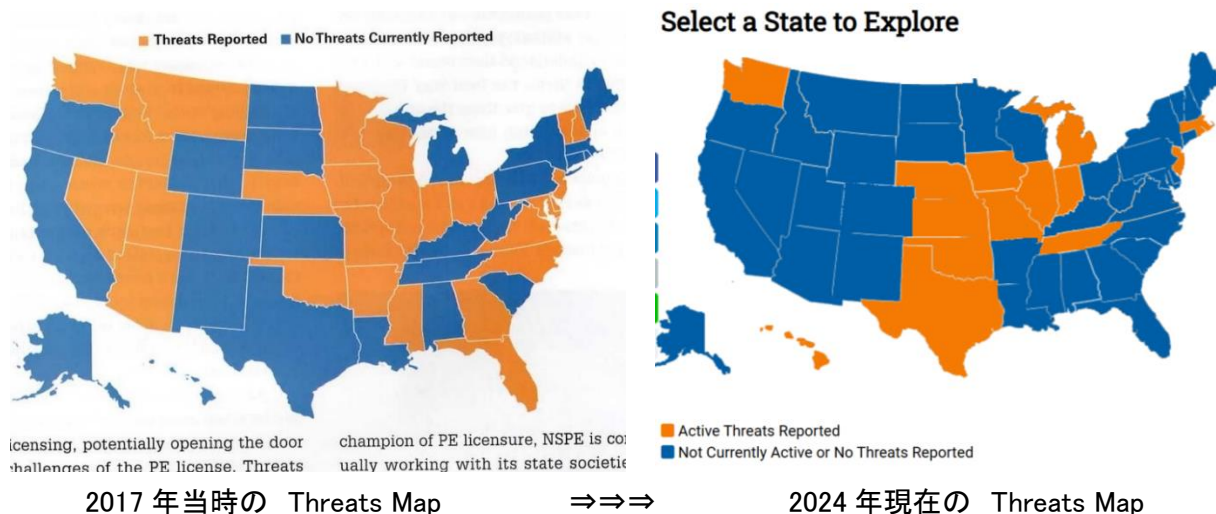 Threats Reported No Threats Currently Reported
icensing, potentially opening the door
challenges of the PE license. Threats
champion of PE licensure, NSPE is
ually working with its state societie
Select a State to Explore
Active Threats Reported
Not Currently Active or No Threats Reported
2017 年当時の Threats Map ⇒⇒⇒ 2024 年現在の Threats Map